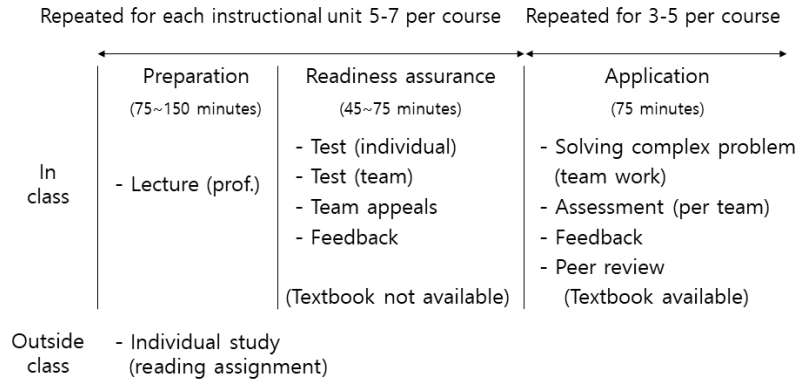 Repeated for each instructional unit 5-7 per course
Repeated for 3-5 per course
Preparation
(75~150 minutes)
Readiness assurance
(45~75 minutes)
Application
(75 minutes)
In
class
- Lecture (prof.)
- Test (individual)
- Test (team)
- Team appeals
- Feedback
(Textbook not available)
- Solving complex problem
(team work)
- Assessment (per team)
- Feedback
- Peer review
(Textbook available)
Outside
class
- Individual study
(reading assignment)